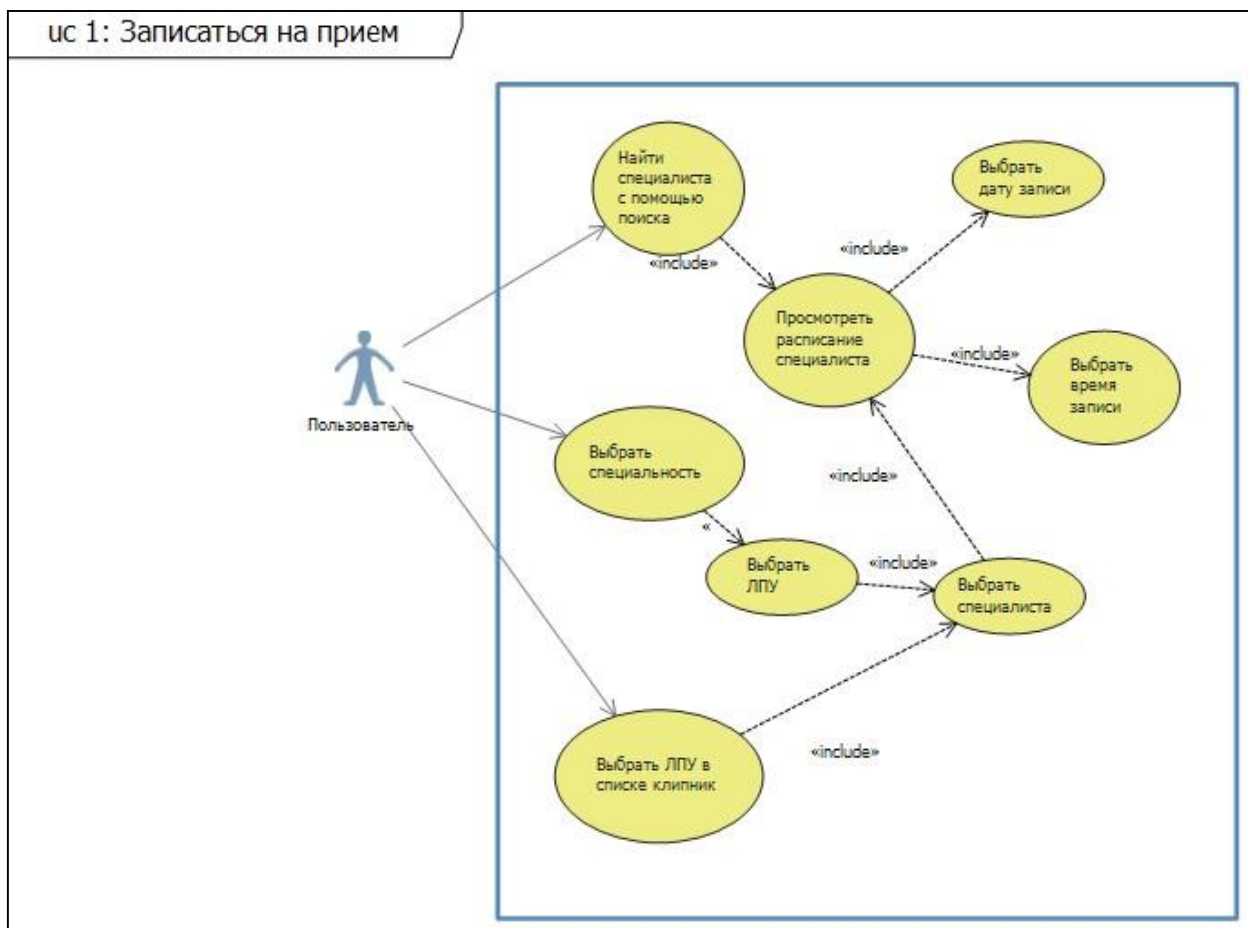 uc 1: Записаться на прием
Найти
специалиста
с помощью
поиска
Выбрать
дату записи
«include»
«include»
Просмотреть
расписание
специалиста
«include»
Выбрать
время
записи
Пользователь
Выбрать
специальность
«include»
«
Выбрать
ЛПУ
«include»
Выбрать
специалиста
«include»
Выбрать ЛПУ в
списке клипник